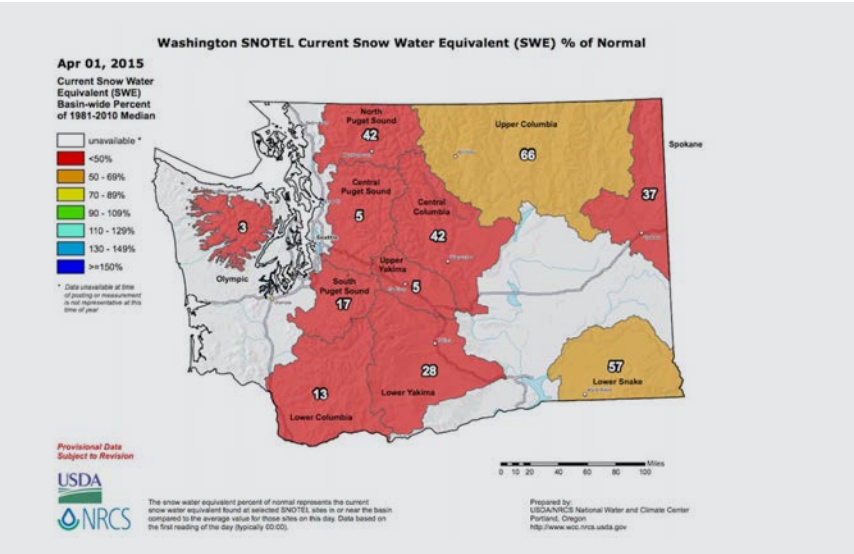 Washington SNOTEL Current Snow Water Equivalent (SWE) % of Normal
Apr 01, 2015
Current Snow Water
Equivalent (SWE)
Basin-wide Percent
of 1981-2010 Median
unavailable *
<50%
50 - 69%
70 - 89%
90 - 109%
110 - 129%
130 - 149%
>=150%
* Data unavailable at time
of posting or measurement
is not representative at this
time of year
North
Puget Sound
42
Upper Columbia
66
Spokane
37
Central
Puget Sound
5
Central
Columbia
42
3
Olympic
Seattle
Upper
Yakima
5
South
Puget Sound
17
28
Lower Yakima
13
Lower Columbia
57
Lower Snake
Provisional Data
Subject to Revision
USDA
NRCS
The snow water equivalent percent of normal represents the current
snow water equivalent found at selected SNOTEL sites in or near the basin
compared to the average value for those sites on this day. Data based on
the first reading of the day (typically 00:00).
Miles
0 10 20 40 60 80 100
Prepared by:
USDA/NRCS National Water and Climate Center
Portland, Oregon
http://www.wcc.nrcs.usda.gov